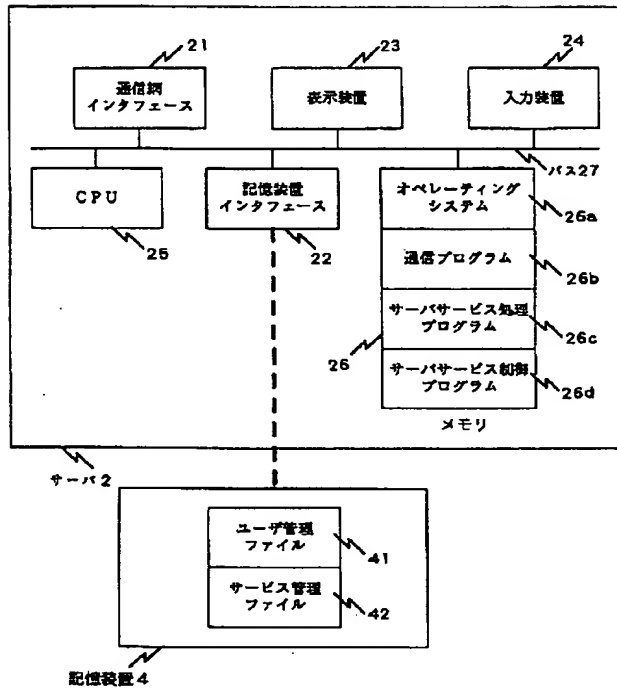 21
23
24
通信網
インタフェース
表示装置
入力装置
バス27
CPU
記憶装置
インタフェース
オペレーティング
システム
25
22
26a
通信プログラム
26b
サーバサービス処理
プログラム
26
26c
サーバサービス制御
プログラム
26d
メモリ
サーバ2
ユーザ管理
ファイル
41
サービス管理
ファイル
42
記憶装置4